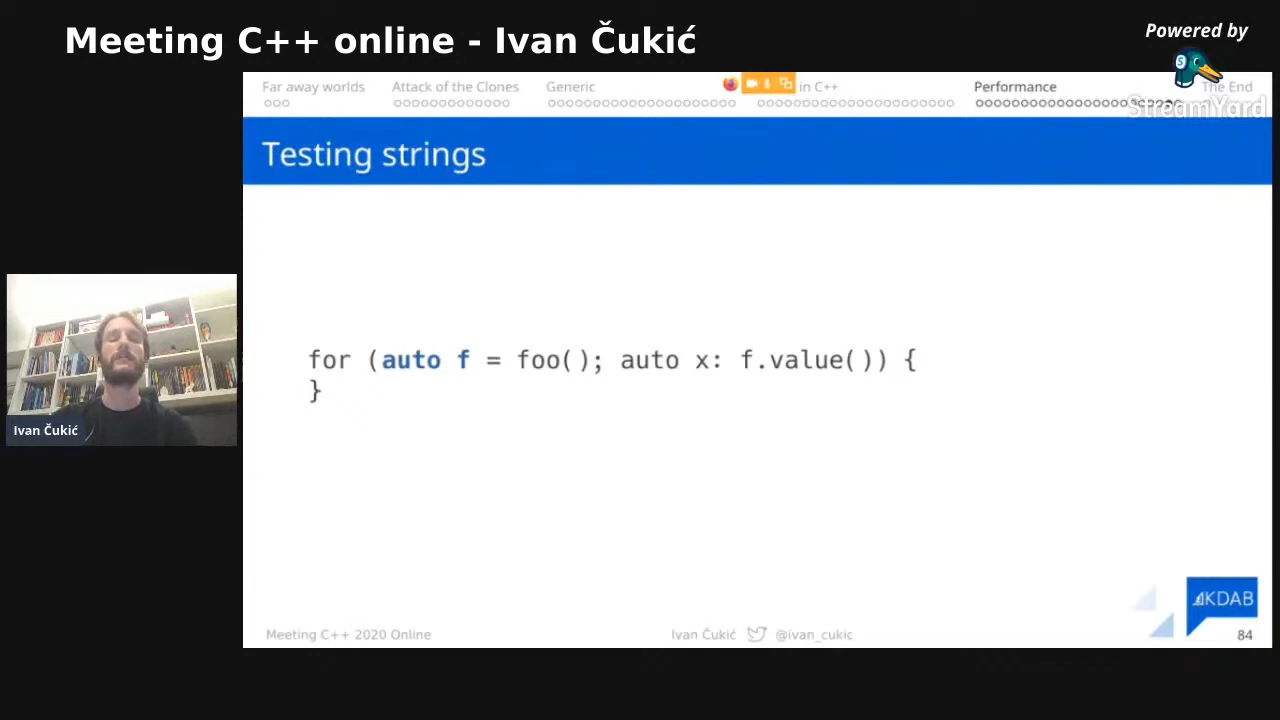 Meeting C++ online - Ivan Čukić
Powered by
StreamYard
Far away worlds Attack of the Clones Generic in C++ Performance The End
Testing strings
for (auto f = foo(); auto x: f.value()) {
}
Ivan Čukić
KDAB
Meeting C++ 2020 Online Ivan Čukić @ivan_cukic 84